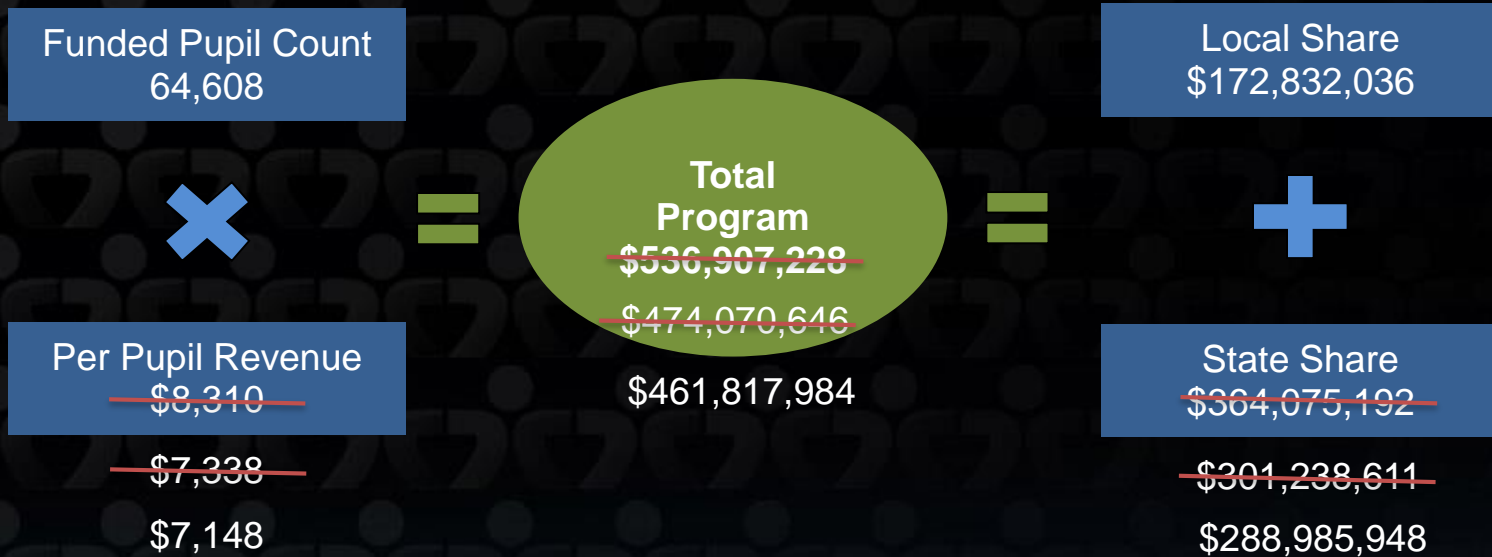 Funded Pupil Count
64,608
Per Pupil Revenue
$8,310
$7,338
$7,148
Total
Program
$536,907,228
$474,070,646
$461,817,984
Local Share
$172,832,036
State Share
$364,075,192
$301,238,611
$288,985,948